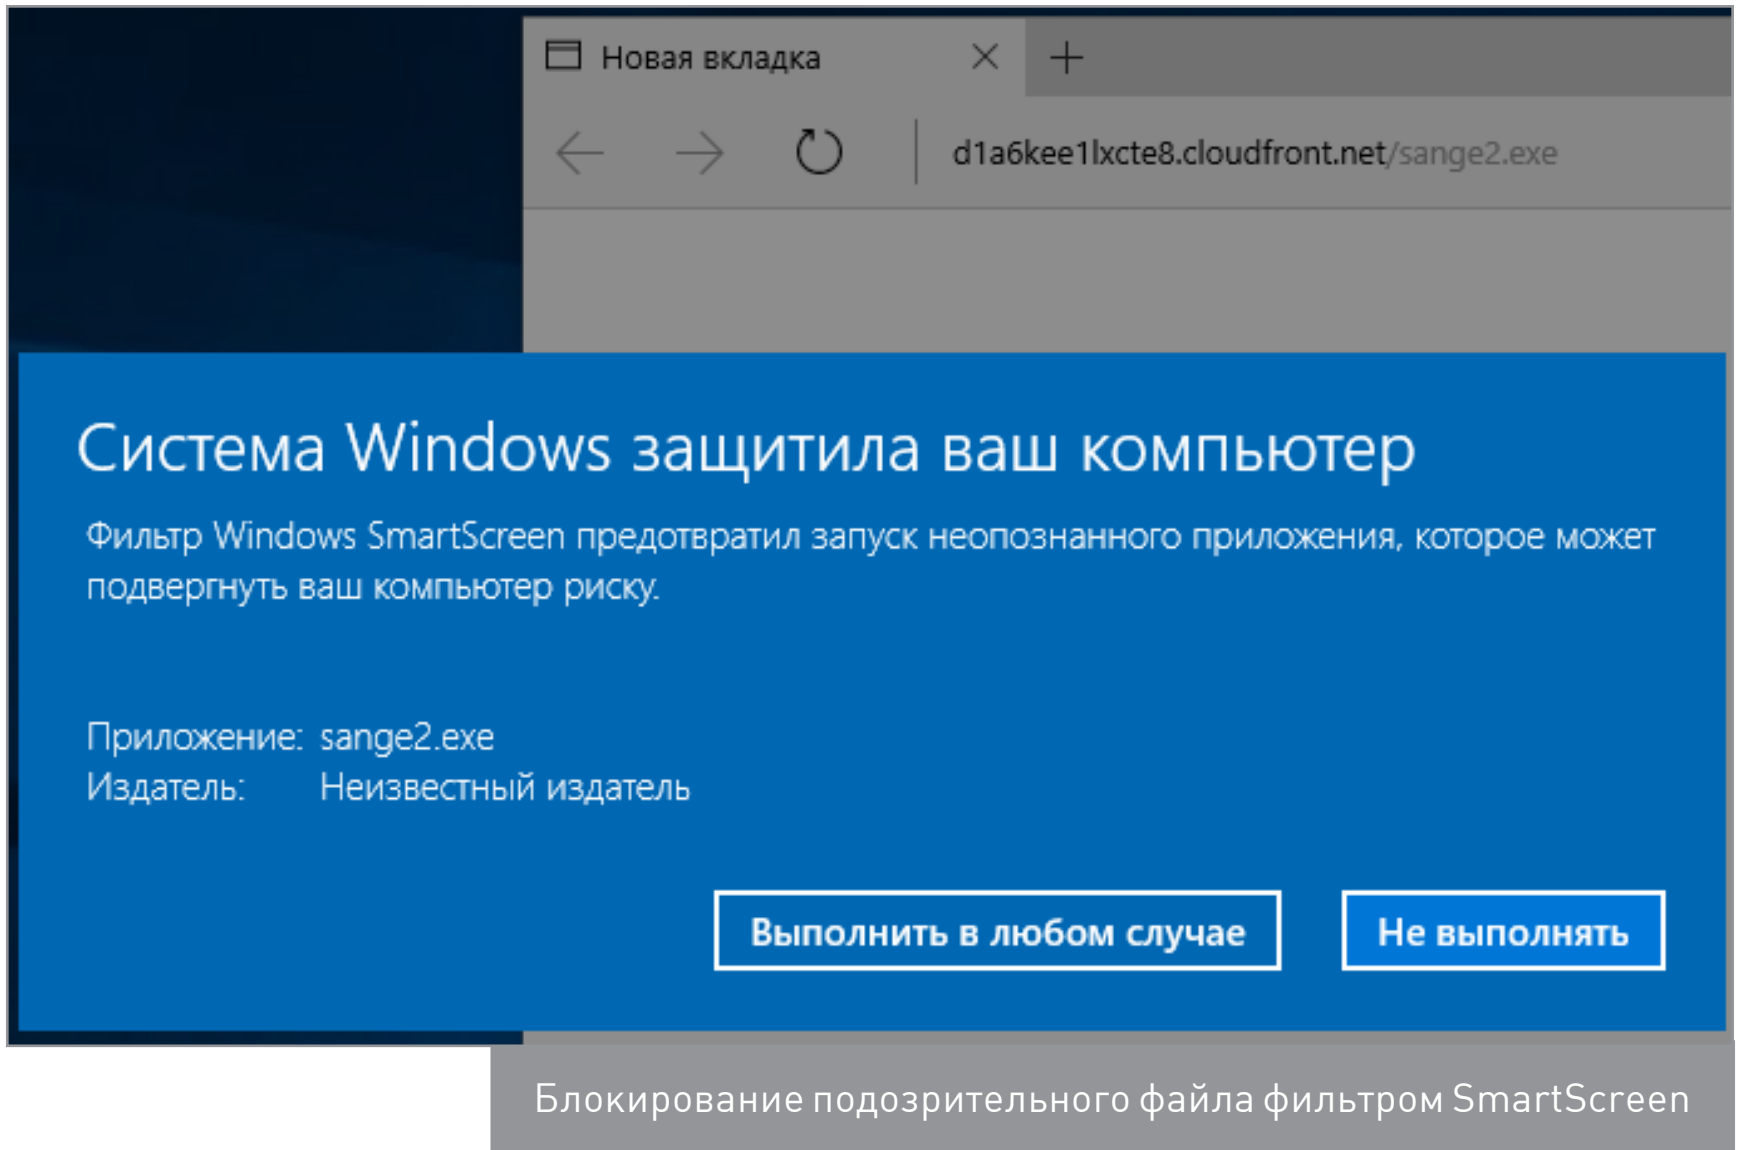 Новая вкладка
d1a6kee1lxcte8.cloudfront.net/sange2.exe
Система Windows защитила ваш компьютер
Фильтр Windows SmartScreen предотвратил запуск неопознанного приложения, которое может
подвергнуть ваш компьютер риску.
Приложение: sange2.exe
Издатель: Неизвестный издатель
Выполнить в любом случае
Не выполнять
Блокирование подозрительного файла фильтром SmartScreen